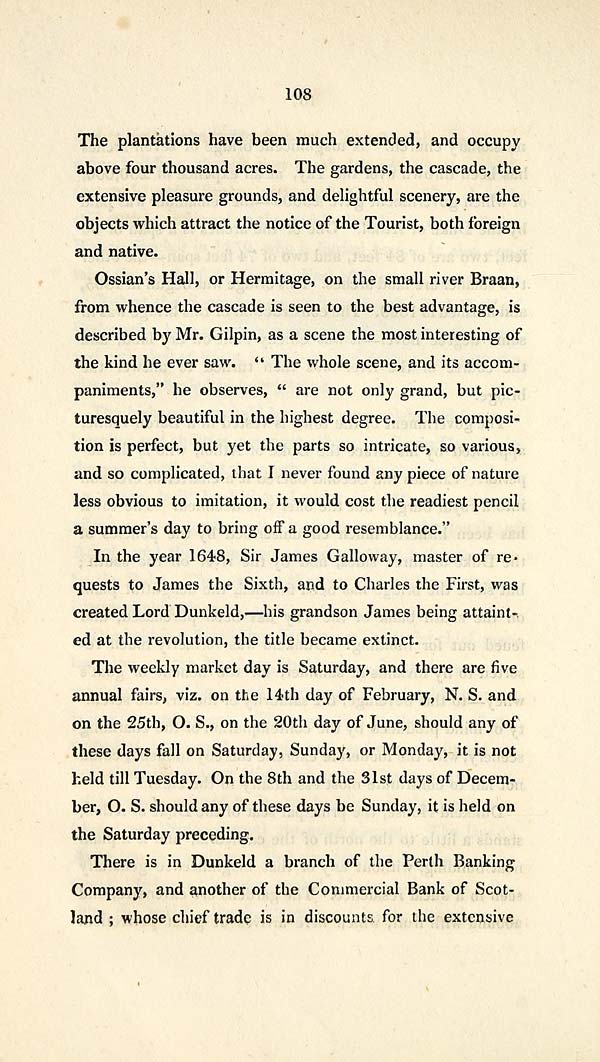 108
The plantations have been much extended, and occupy
above four thousand acres. The gardens, the cascade, the
extensive pleasure grounds, and delightful scenery, are the
objects which attract the notice of the Tourist, both foreign
and native.
Ossian's Hall, or Hermitage, on the small river Braan,
from whence the cascade is seen to the best advantage, is
described by Mr. Gilpin, as a scene the most interesting of
the kind he ever saw. “ The whole scene, and its accom-
paniments,” he observes, “ are not only grand, but pic-
turesquely beautiful in the highest degree. The composi-
tion is perfect, but yet the parts so intricate, so various,
and so complicated, that I never found any piece of nature
less obvious to imitation, it would cost the readiest pencil
a summer's day to bring off a good resemblance.”
In the year 1648, Sir James Galloway, master of re-
quests to James the Sixth, and to Charles the First, was
created Lord Dunkeld,—his grandson James being attaint-
ed at the revolution, the title became extinct.
The weekly market day is Saturday, and there are five
annual fairs, viz. on the 14th day of February, N. S. and
on the 25th, O. S., on the 20th day of June, should any of
these days fall on Saturday, Sunday, or Monday, it is not
held till Tuesday. On the 8th and the 31st days of Decem-
ber, O. S. should any of these days be Sunday, it is held on
the Saturday preceding.
There is in Dunkeld a branch of the Perth Banking
Company, and another of the Commercial Bank of Scot-
land ; whose chief trade is in discounts for the extensive